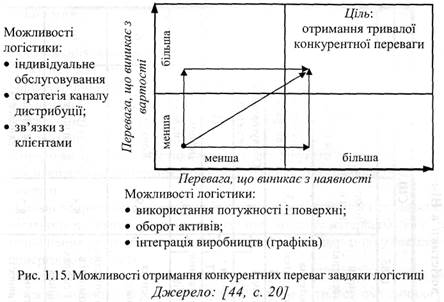 Можливості
логістики:
• індивідуальне
обслуговування
• стратегія каналу
дистрибуції;
• зв'язки з
клієнтами
Перевага, що виникає з
вартості
більша
менша
Ціль:
отримання тривалої
конкурентної переваги
менша
більша
Перевага, що виникає з наявності
Можливості логістики:
• використання потужності і поверхні;
• оборот активів;
• інтеграція виробництв (графіків)
Рис. 1.15. Можливості отримання конкурентних переваг завдяки логістиці
Джерело: [44, с. 20]